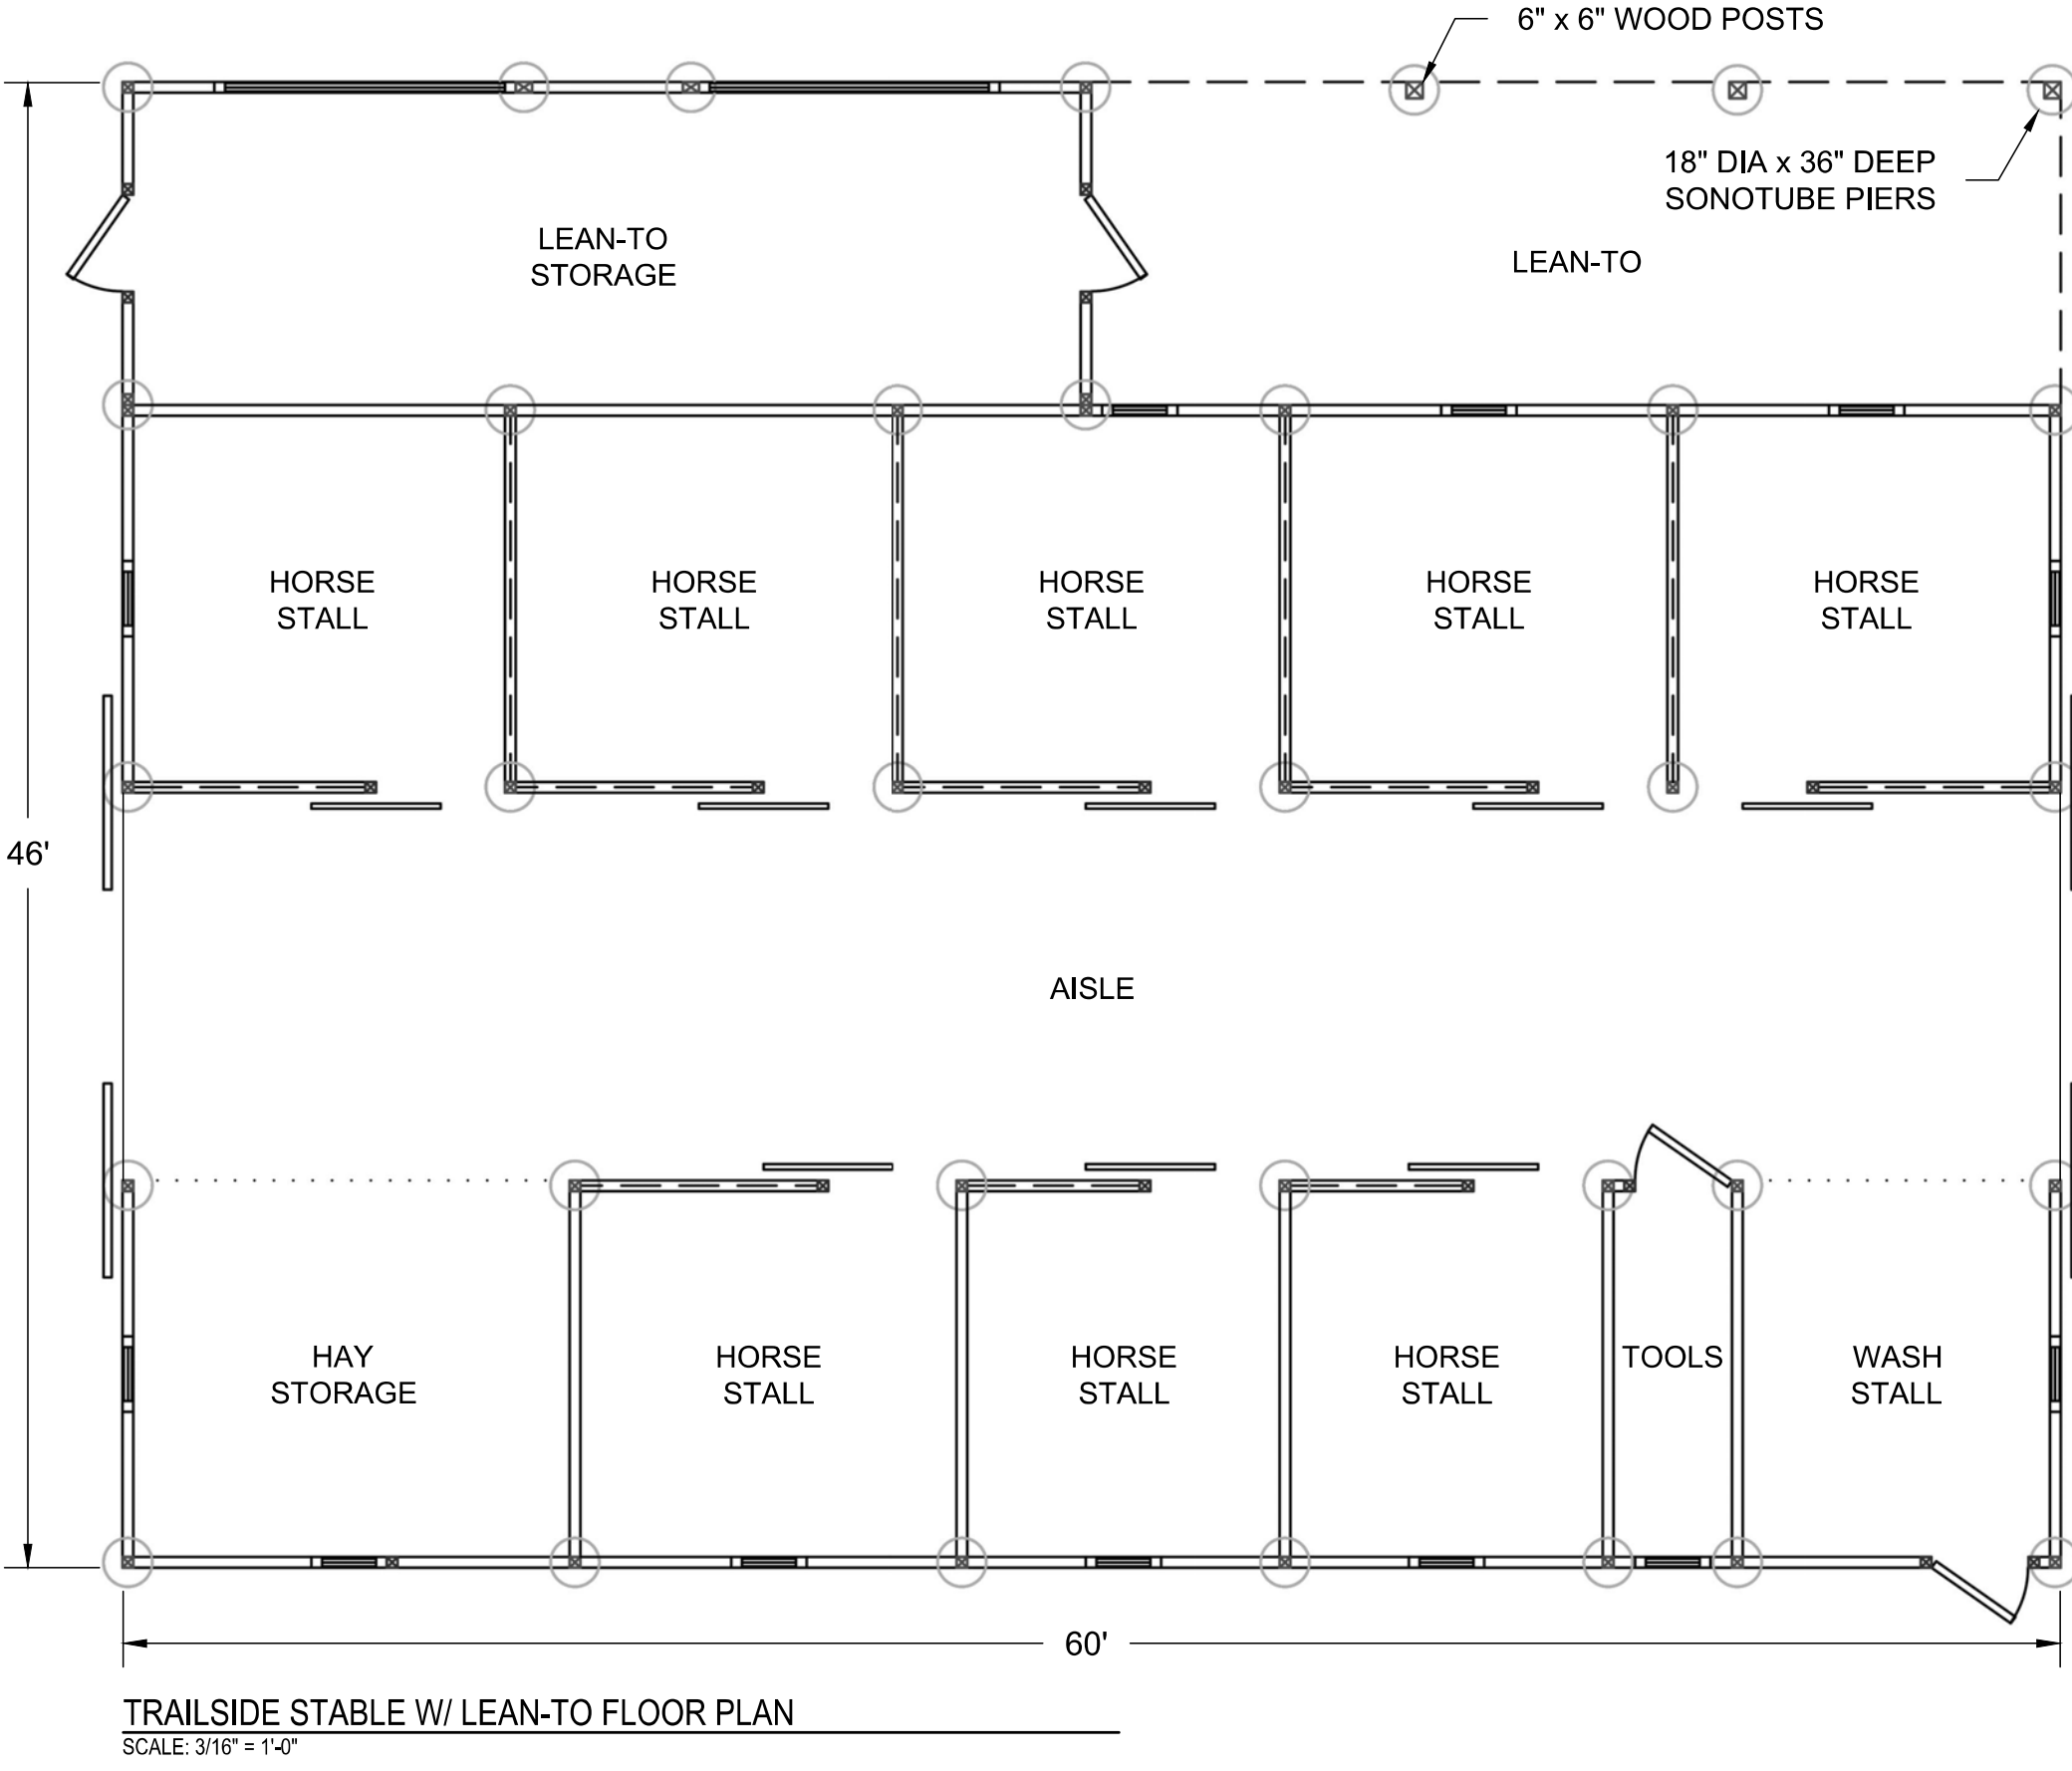 6" x 6" WOOD POSTS
18" DIA x 36" DEEP
SONOTUBE PIERS
LEAN-TO
STORAGE
LEAN-TO
HORSE
STALL
HORSE
STALL
HORSE
STALL
HORSE
STALL
HORSE
STALL
46'
AISLE
HAY
STORAGE
HORSE
STALL
HORSE
STALL
HORSE
STALL
TOOLS
WASH
STALL
60'
TRAILSIDE STABLE W/ LEAN-TO FLOOR PLAN
SCALE: 3/16" = 1'-0"